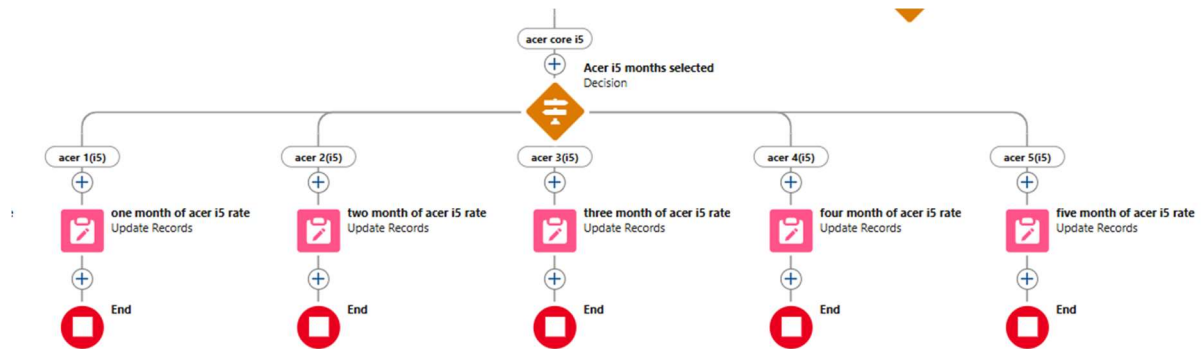 acer core i5
Acer i5 months selected
Decision
acer 1(i5)
acer 2(i5)
acer 3(i5)
acer 4(i5)
acer 5(i5)
one month of acer i5 rate
Update Records
two month of acer i5 rate
Update Records
three month of acer i5 rate
Update Records
four month of acer i5 rate
Update Records
five month of acer i5 rate
Update Records
End
End
End
End
End